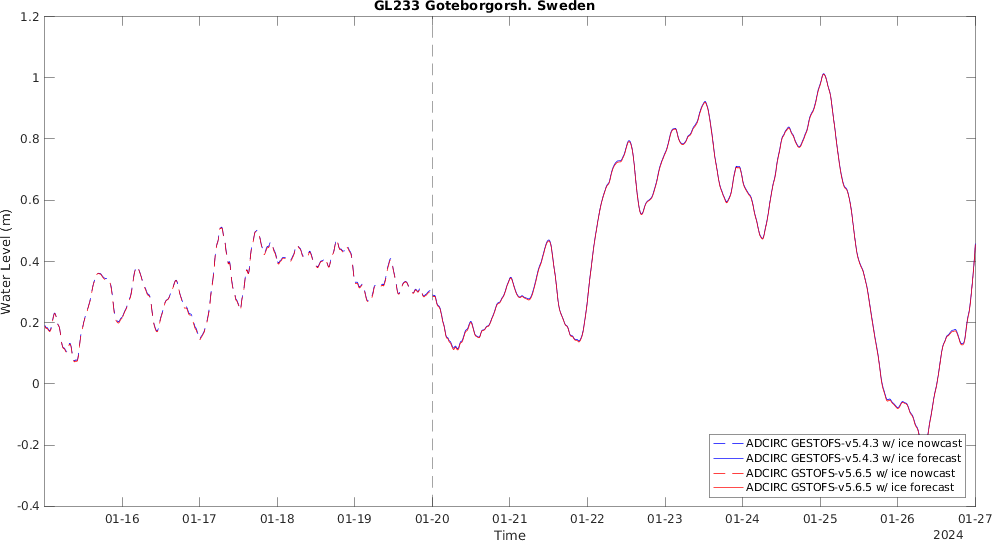 GL233 Goteborgorsh. Sweden
1.2
1
0.8
0.6
0.4
0.2
0
-0.2
-0.4
Water Level (m)
ADCIRC GESTOFS-v5.4.3 w/ ice nowcast
ADCIRC GESTOFS-v5.4.3 w/ ice forecast
ADCIRC GSTOFS-v5.6.5 w/ ice nowcast
ADCIRC GSTOFS-v5.6.5 w/ ice forecast
01-16 01-17 01-18 01-19 01-20 01-21 01-22 01-23 01-24 01-25 01-26 01-27
Time
2024